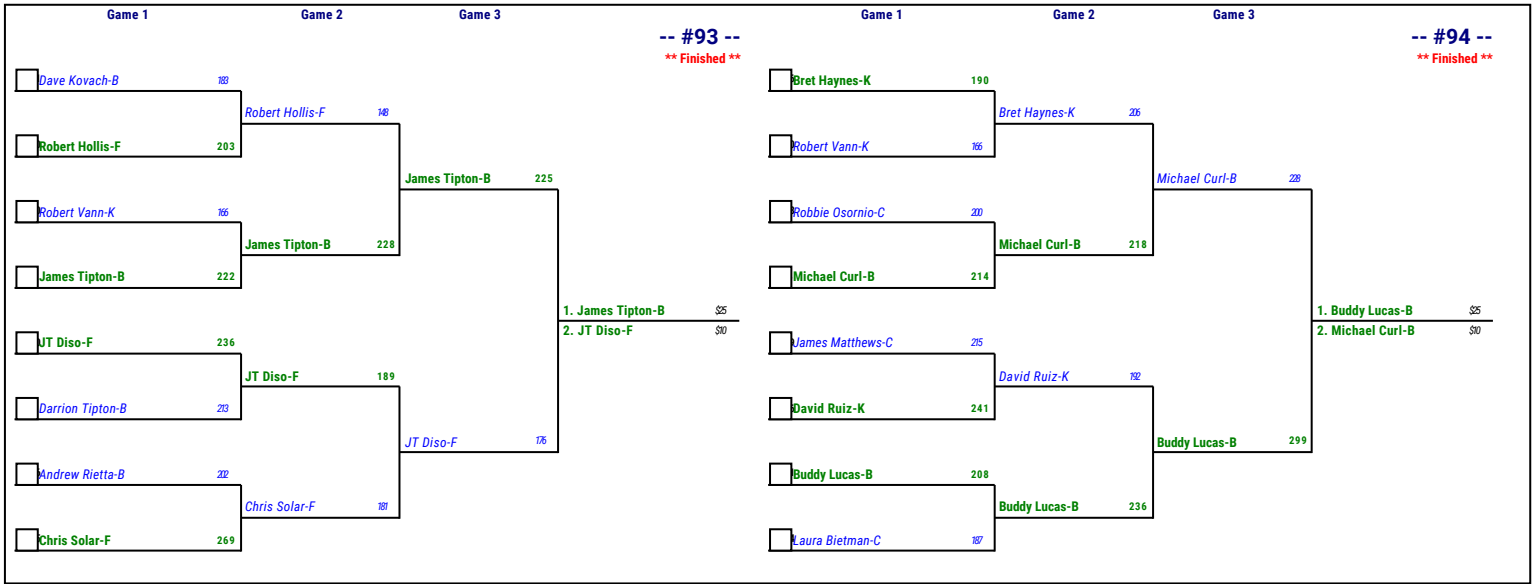 Game 1 Game 2 Game 3
-- #93 --
** Finished **
Dave Kovach-B 183
Robert Hollis-F 148
Robert Hollis-F 203
James Tipton-B 225
Robert Vann-K 166
James Tipton-B 228
James Tipton-B 222
1. James Tipton-B $25
2. JT Diso-F $10
JT Diso-F 236
JT Diso-F 189
Darrion Tipton-B 213
JT Diso-F 176
Andrew Rietta-B 202
Chris Solar-F 181
Chris Solar-F 269
Game 1 Game 2 Game 3
-- #94 --
** Finished **
Bret Haynes-K 190
Bret Haynes-K 206
Robert Vann-K 166
Michael Curl-B 228
Robbie Osornio-C 200
Michael Curl-B 218
Michael Curl-B 214
1. Buddy Lucas-B $25
2. Michael Curl-B $10
James Matthews-C 215
David Ruiz-K 192
David Ruiz-K 241
Buddy Lucas-B 299
Buddy Lucas-B 208
Buddy Lucas-B 236
Laura Bietman-C 187